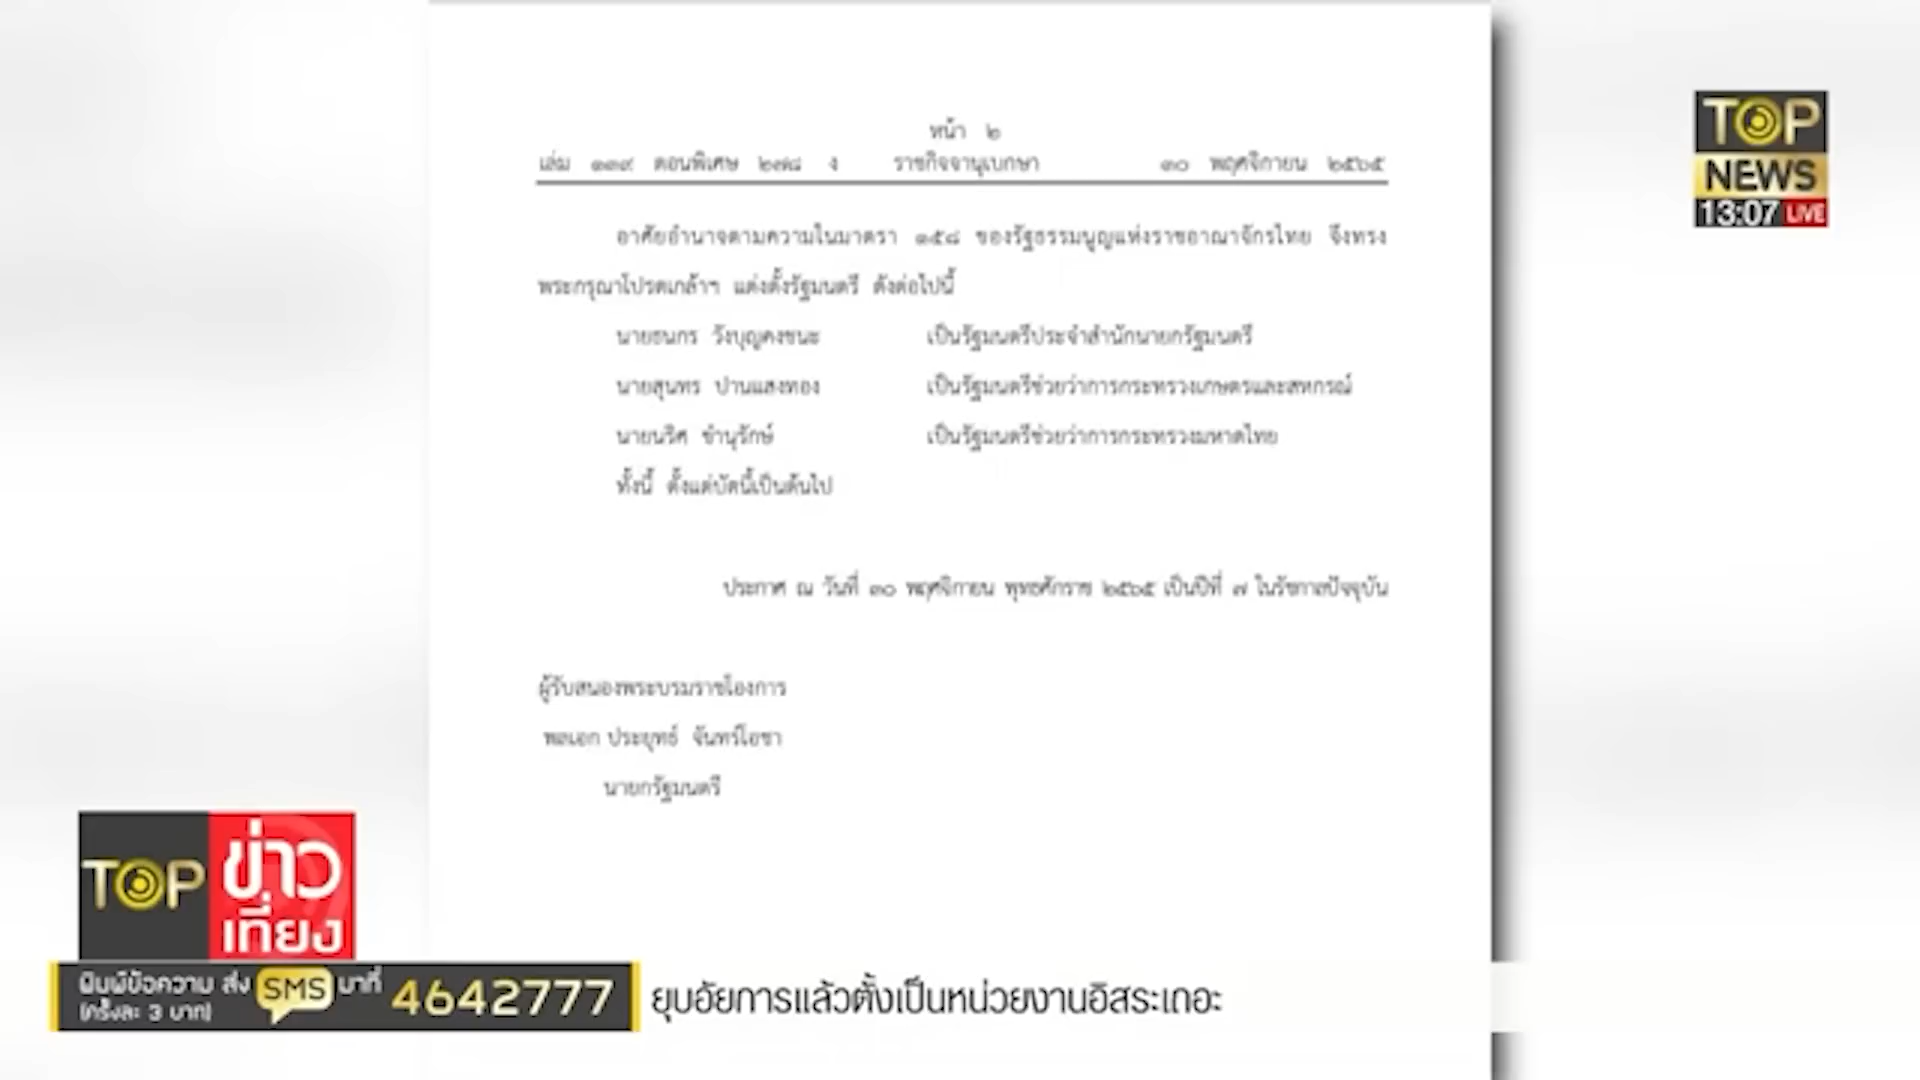 หน้า ๒
เล่ม ๑๓๙ ตอนพิเศษ ๒๗๘ ง ราชกิจจานุเบกษา ๓๐ พฤศจิกายน ๒๕๖๕
อาศัยอำนาจตามความในมาตรา ๑๕๘ ของรัฐธรรมนูญแห่งราชอาณาจักรไทย จึงทรง
พระกรุณาโปรดเกล้าฯ แต่งตั้งรัฐมนตรี ดังต่อไปนี้
นายธนกร วังบุญคงชนะ เป็นรัฐมนตรีประจำสำนักนายกรัฐมนตรี
นายสุนทร ปานแสงทอง เป็นรัฐมนตรีช่วยว่าการกระทรวงเกษตรและสหกรณ์
นายนริศ ขำนุรักษ์ เป็นรัฐมนตรีช่วยว่าการกระทรวงมหาดไทย
ทั้งนี้ ตั้งแต่บัดนี้เป็นต้นไป
ประกาศ ณ วันที่ ๓๐ พฤศจิกายน พุทธศักราช ๒๕๖๕ เป็นปีที่ ๗ ในรัชกาลปัจจุบัน
ผู้รับสนองพระบรมราชโองการ
พลเอก ประยุทธ์ จันทร์โอชา
นายกรัฐมนตรี
TOP
NEWS
13:07 LIVE
TOP ข่าว
เที่ยง
พิมพ์ข้อความ ส่ง SMS มาที่ 4642777
(ครั้งละ 3 บาท)
ยุบอัยการแล้วตั้งเป็นหน่วยงานอิสระเถอะ